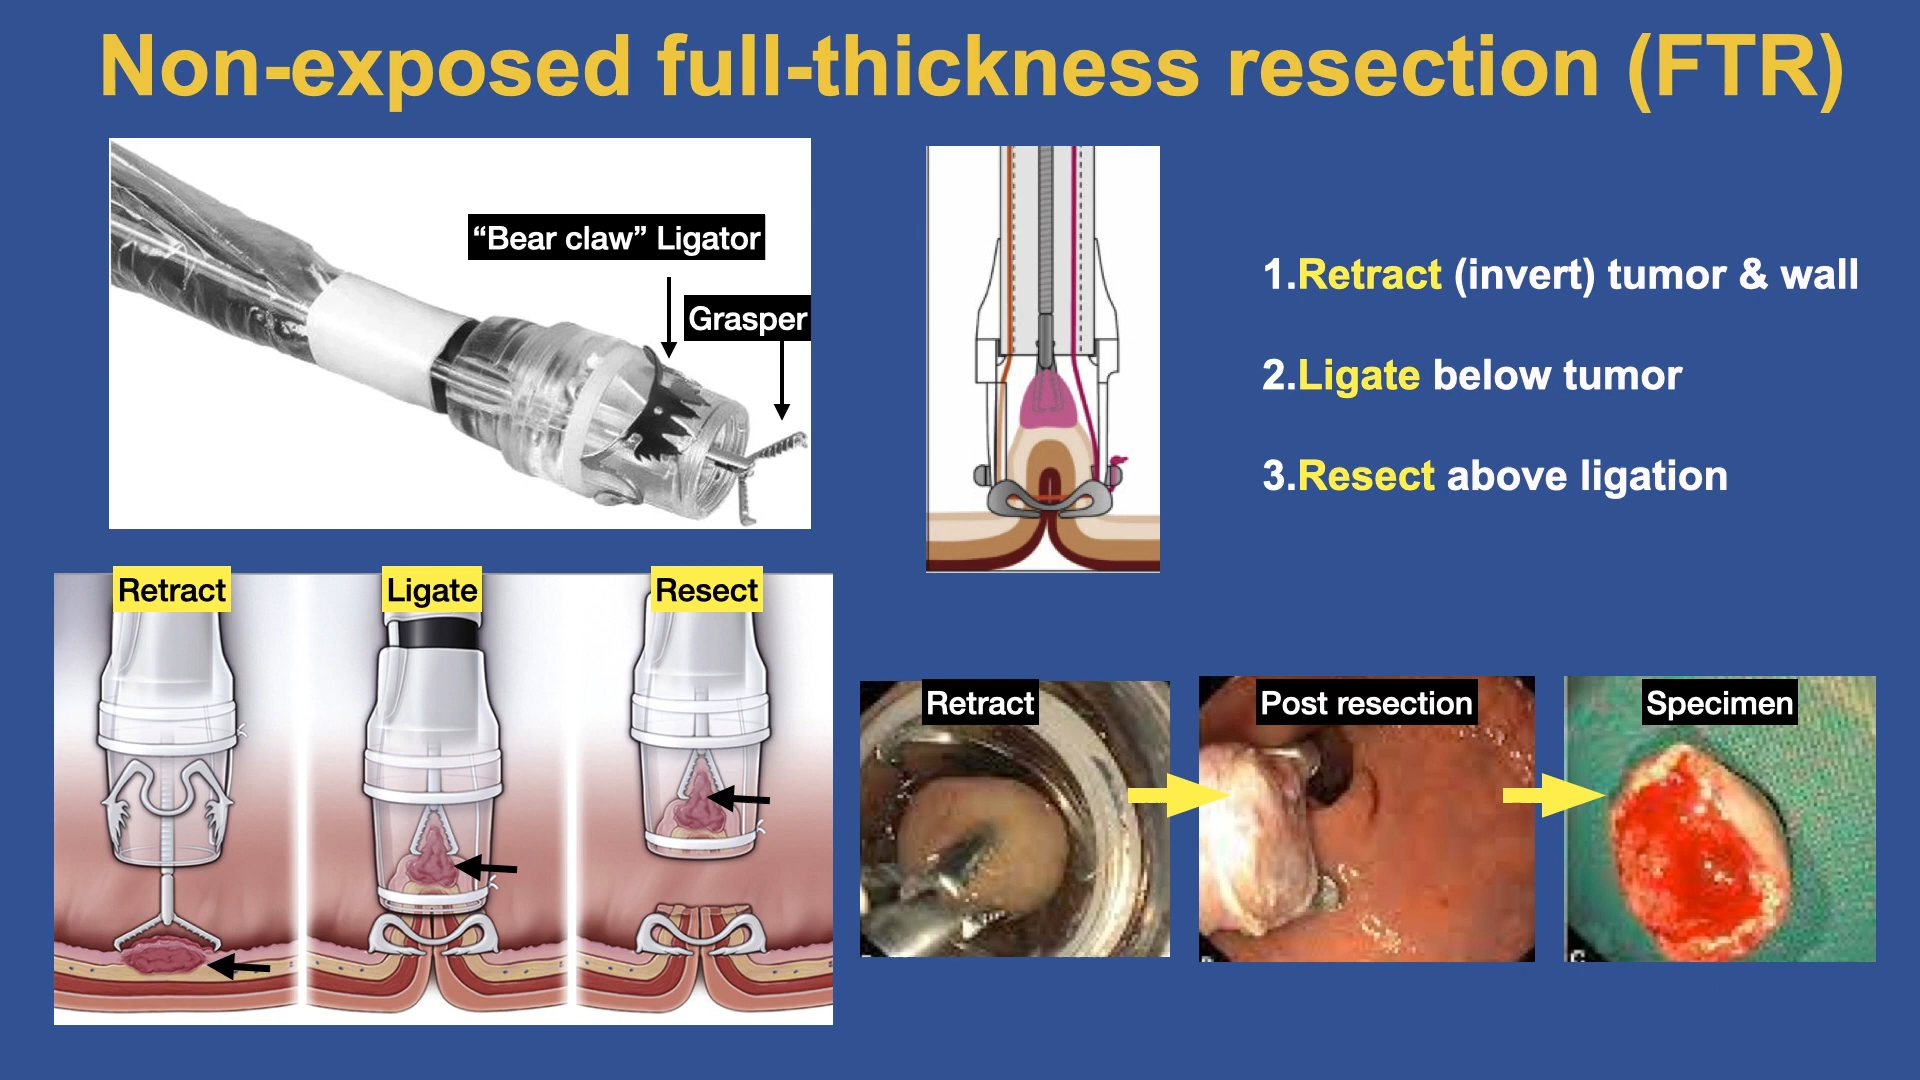 Non-exposed full-thickness resection (FTR)
“Bear claw” Ligator
Grasper
1.Retract (invert) tumor & wall
2.Ligate below tumor
3.Resect above ligation
Retract
Ligate
Resect
Retract
Post resection
Specimen